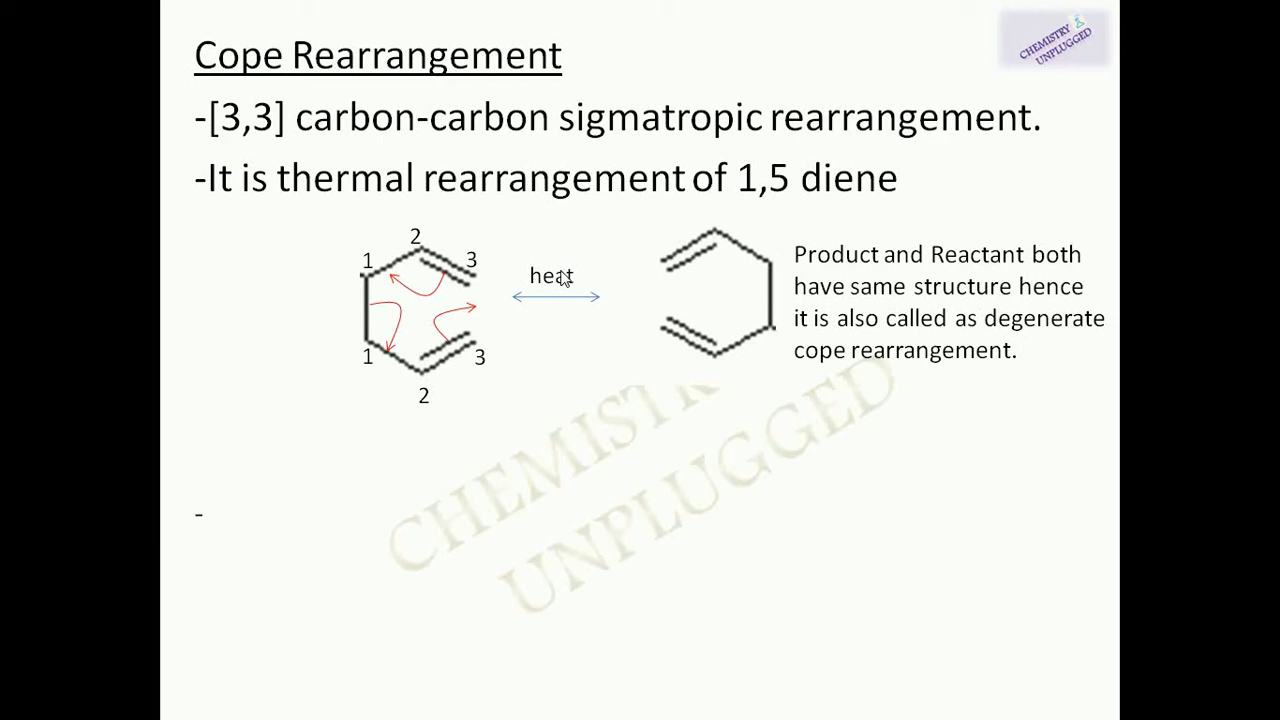 CHEMISTRY
UNPLUGGED
Cope Rearrangement
-[3,3] carbon-carbon sigmatropic rearrangement.
-It is thermal rearrangement of 1,5 diene
2
1
3
heat
1
3
2
Product and Reactant both
have same structure hence
it is also called as degenerate
cope rearrangement.
CHEMISTRY
UNPLUGGED
-